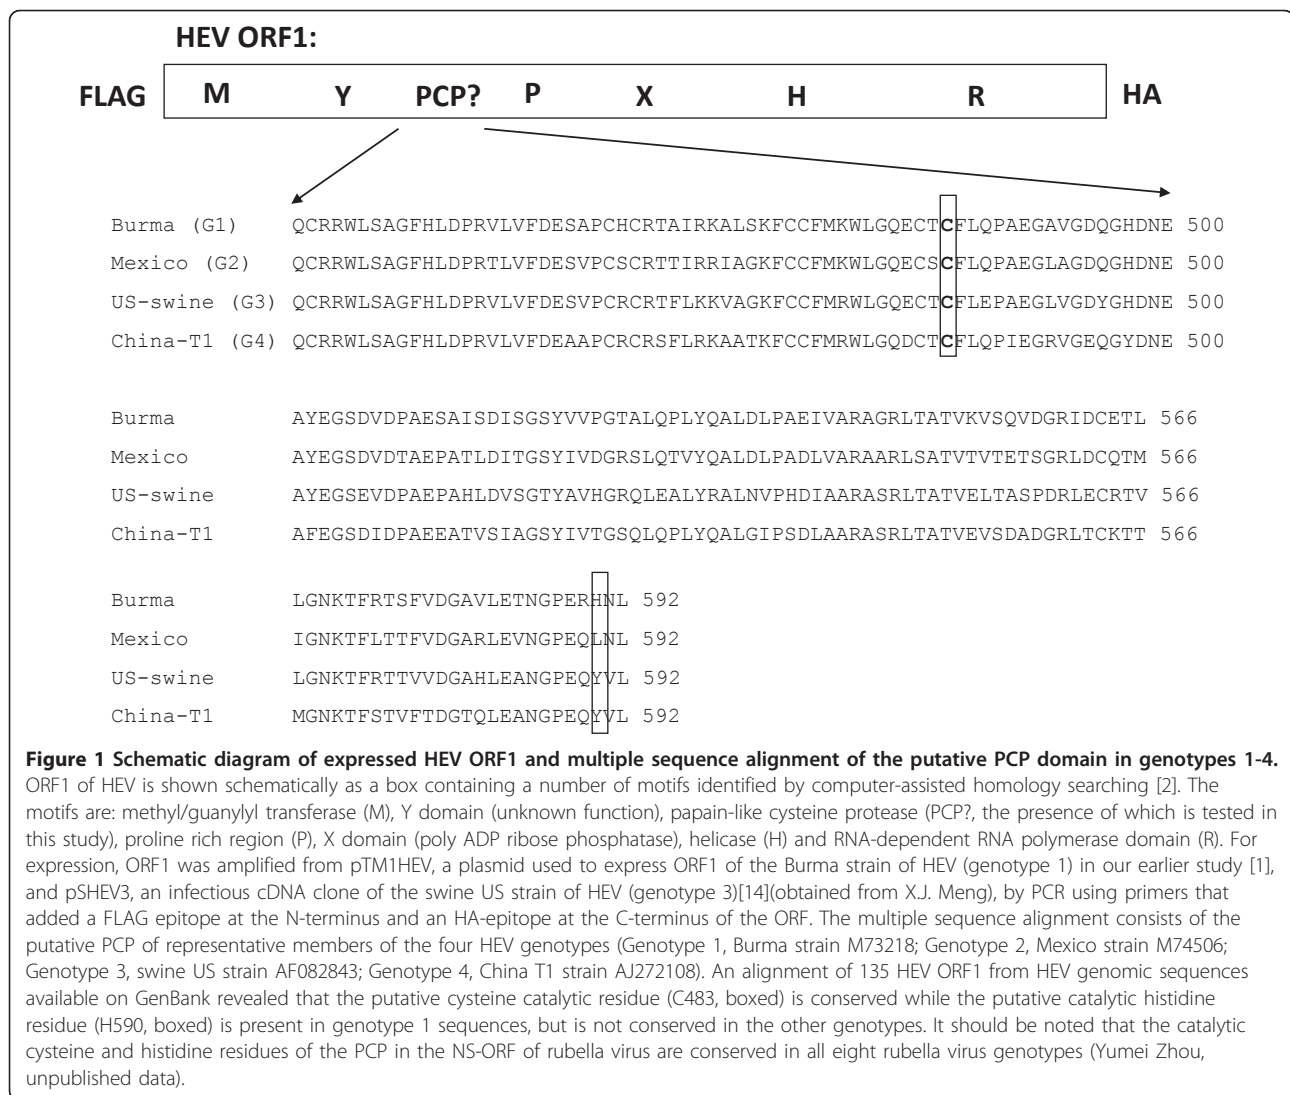 HEV ORF1:
FLAG M Y PCP? P X H R HA
Burma (G1) QCRRWLSAGFHLDPRVLVFDESAPCHCRTAIRKALSKFCCFMKWLGQECTCFLQPAEGAVGDQGHDNE 500
Mexico (G2) QCRRWLSAGFHLDPRTLVFDESVPCSCRTTIRRIAGKFCCFMKWLGQECSCFLQPAEGLAGDQGHDNE 500
US-swine (G3) QCRRWLSAGFHLDPRVLVFDESVPCRCRTFLKKVAGKFCCFMRWLGQECTCFLEPAEGLVGDYGHDNE 500
China-T1 (G4) QCRRWLSAGFHLDPRVLVFDEAAPCRCRSFLRKAATKFCCFMRWLGQDCTCFLQPIEGRVGEQGYDNE 500
Burma AYEGSDVDPAESAISDISGSYVVPGTALQPLYQALDLPAEIVARAGRLTATVKVSQVDGRIDCETL 566
Mexico AYEGSDVDTAEPATLDITGSYIVDGRSLQTVYQALDLPADLVARAARLSATVTVTETSGRLDCQTM 566
US-swine AYEGSEVDPAEPAHLDVSGTYAVHGRQLEALYRALNVPHDIAARASRLTATVELTASPDRLECRTV 566
China-T1 AFEGSDIDPAEEATVSIAGSYIVTGSQLQPLYQALGIPSDLAARASRLTATVEVSDADGRLTCKTT 566
Burma LGNKTFRTSFVDGAVLETNGPERHNL 592
Mexico IGNKTFLTTFVDGARLEVNGPEQLNL 592
US-swine LGNKTFRTTVVDGAHLEANGPEQYVL 592
China-T1 MGNKTFSTVFTDGTQLEANGPEQYVL 592
Figure 1 Schematic diagram of expressed HEV ORF1 and multiple sequence alignment of the putative PCP domain in genotypes 1-4.
ORF1 of HEV is shown schematically as a box containing a number of motifs identified by computer-assisted homology searching [2]. The
motifs are: methyl/guanylyl transferase (M), Y domain (unknown function), papain-like cysteine protease (PCP?, the presence of which is tested in
this study), proline rich region (P), X domain (poly ADP ribose phosphatase), helicase (H) and RNA-dependent RNA polymerase domain (R). For
expression, ORF1 was amplified from pTM1HEV, a plasmid used to express ORF1 of the Burma strain of HEV (genotype 1) in our earlier study [1],
and pSHEV3, an infectious cDNA clone of the swine US strain of HEV (genotype 3)[14](obtained from X.J. Meng), by PCR using primers that
added a FLAG epitope at the N-terminus and an HA-epitope at the C-terminus of the ORF. The multiple sequence alignment consists of the
putative PCP of representative members of the four HEV genotypes (Genotype 1, Burma strain M73218; Genotype 2, Mexico strain M74506;
Genotype 3, swine US strain AF082843; Genotype 4, China T1 strain AJ272108). An alignment of 135 HEV ORF1 from HEV genomic sequences
available on GenBank revealed that the putative cysteine catalytic residue (C483, boxed) is conserved while the putative catalytic histidine
residue (H590, boxed) is present in genotype 1 sequences, but is not conserved in the other genotypes. It should be noted that the catalytic
cysteine and histidine residues of the PCP in the NS-ORF of rubella virus are conserved in all eight rubella virus genotypes (Yumei Zhou,
unpublished data).